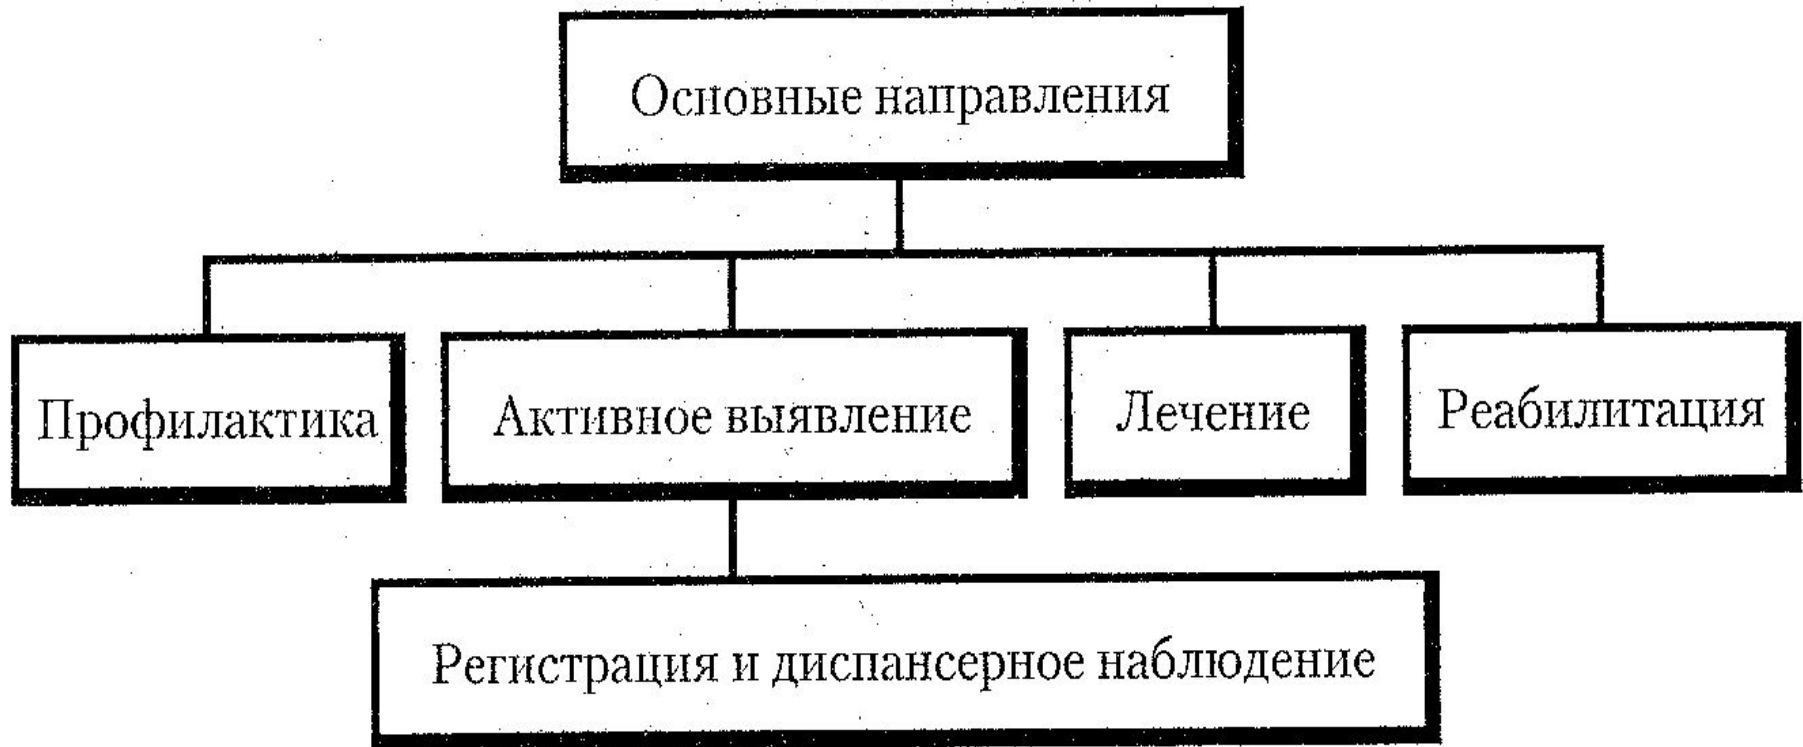 Основные направления
Профилактика
Активное выявление
Лечение
Реабилитация
Регистрация и диспансерное наблюдение